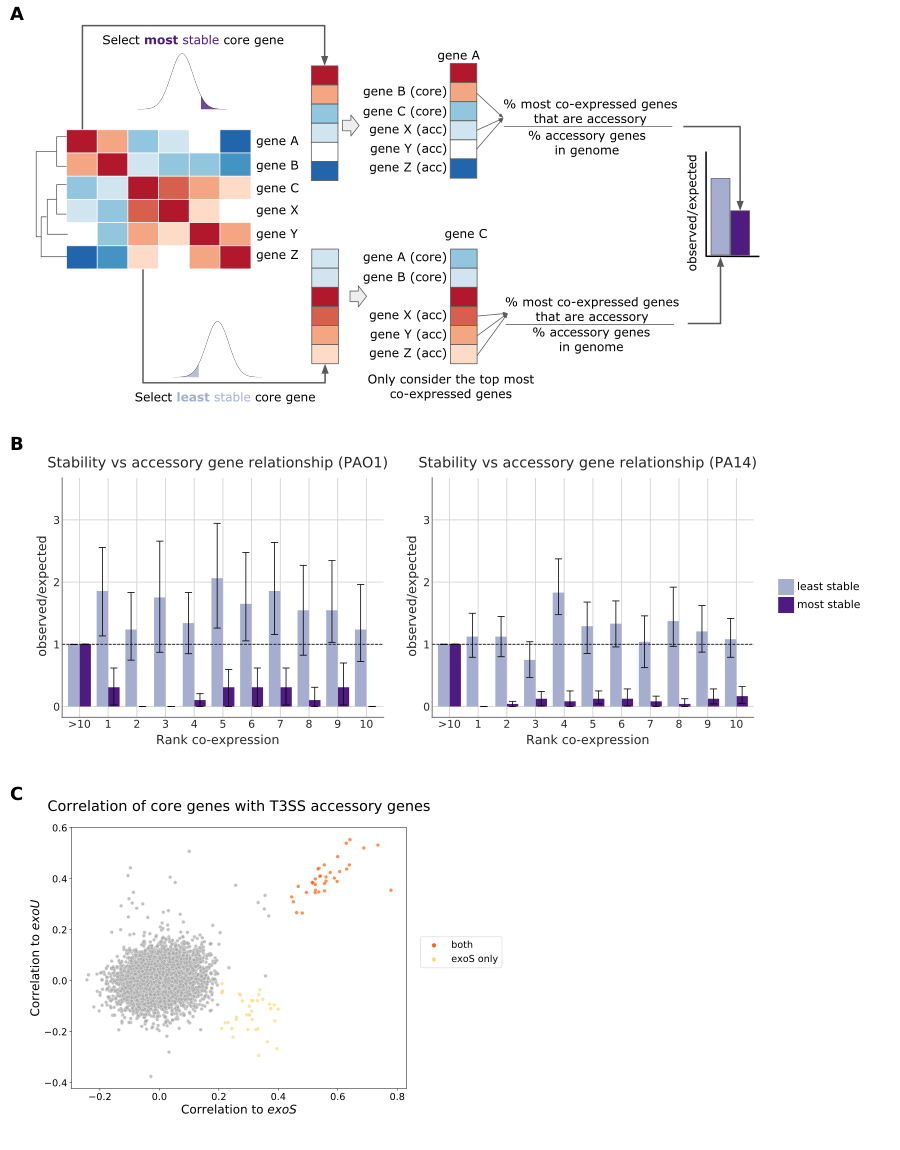 A
Select most stable core gene
gene A
gene B
gene C
gene X
gene Y
gene Z
gene A
gene B (core)
gene C (core)
gene X (acc)
gene Y (acc)
gene Z (acc)
% most co-expressed genes
that are accessory
% accessory genes
in genome
observed/expected
gene C
gene A (core)
gene B (core)
gene X (acc)
gene Y (acc)
gene Z (acc)
% most co-expressed genes
that are accessory
% accessory genes
in genome
Only consider the top most
co-expressed genes
Select least stable core gene
B
Stability vs accessory gene relationship (PAO1)
observed/expected
3
2
1
0
>10 1 2 3 4 5 6 7 8 9 10
Rank co-expression
Stability vs accessory gene relationship (PA14)
observed/expected
3
2
1
0
>10 1 2 3 4 5 6 7 8 9 10
Rank co-expression
least stable
most stable
C
Correlation of core genes with T3SS accessory genes
Correlation to exoU
0.6
0.4
0.2
0.0
−0.2
−0.4
−0.2 0.0 0.2 0.4 0.6 0.8
Correlation to exoS
both
exoS only